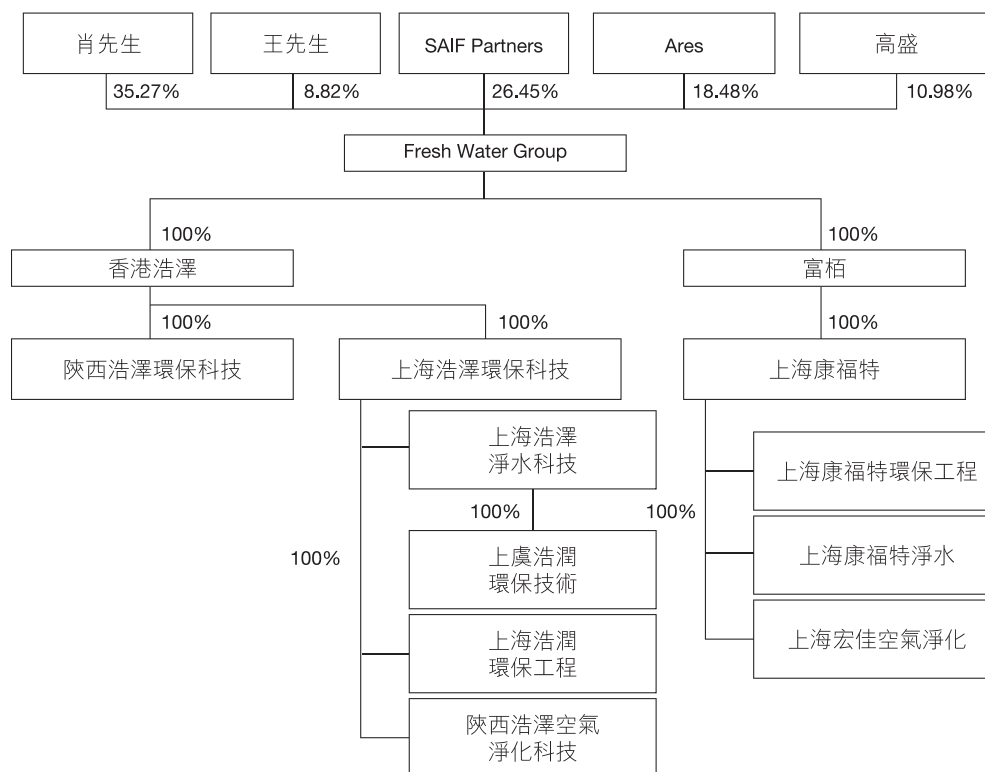 肖先生
王先生
SAIF Partners
Ares
高盛
35.27%
8.82%
26.45%
18.48%
10.98%
Fresh Water Group
100%
100%
香港浩澤
富栢
100%
100%
100%
陝西浩澤環保科技
上海浩澤環保科技
上海康福特
上海浩澤
淨水科技
上海康福特環保工程
100%
100%
100%
上虞浩潤
環保技術
上海康福特淨水
上海浩潤
環保工程
上海宏佳空氣淨化
陝西浩澤空氣
淨化科技